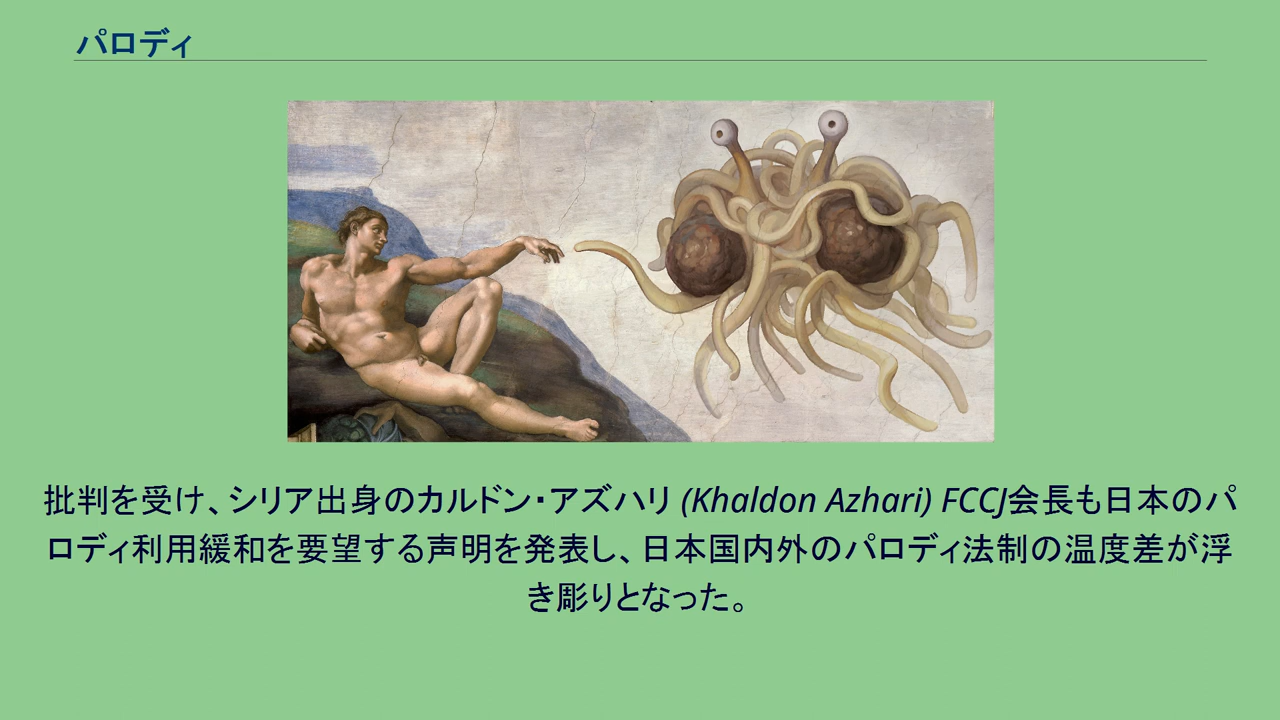 パロディ
批判を受け、シリア出身のカルドン・アズハリ (Khaldon Azhari) FCCJ会長も日本のパ
ロディ利用緩和を要望する声明を発表し、日本国内外のパロディ法制の温度差が浮
き彫りとなった。